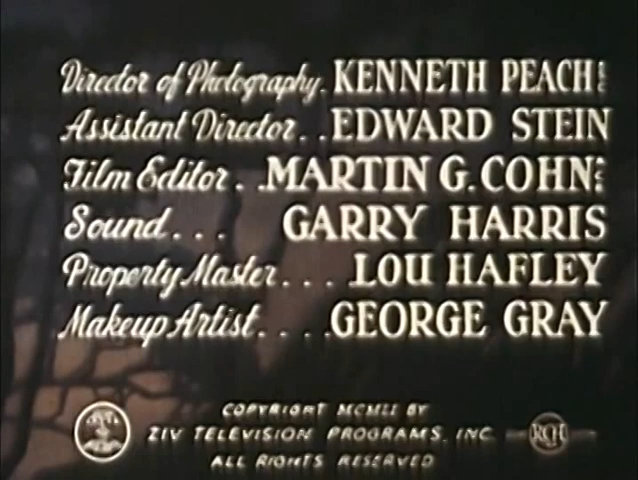 Director of Photography. KENNETH PEACH A.S.C.
Assistant Director.. EDWARD STEIN
Film Editor.. MARTIN G. COHN A.C.E.
Sound... GARRY HARRIS
Property Master.... LOU HAFLEY
Makeup Artist.... GEORGE GRAY
COPYRIGHT MCMLI BY
ZIV TELEVISION PROGRAMS, INC.
RCA
ALL RIGHTS RESERVED